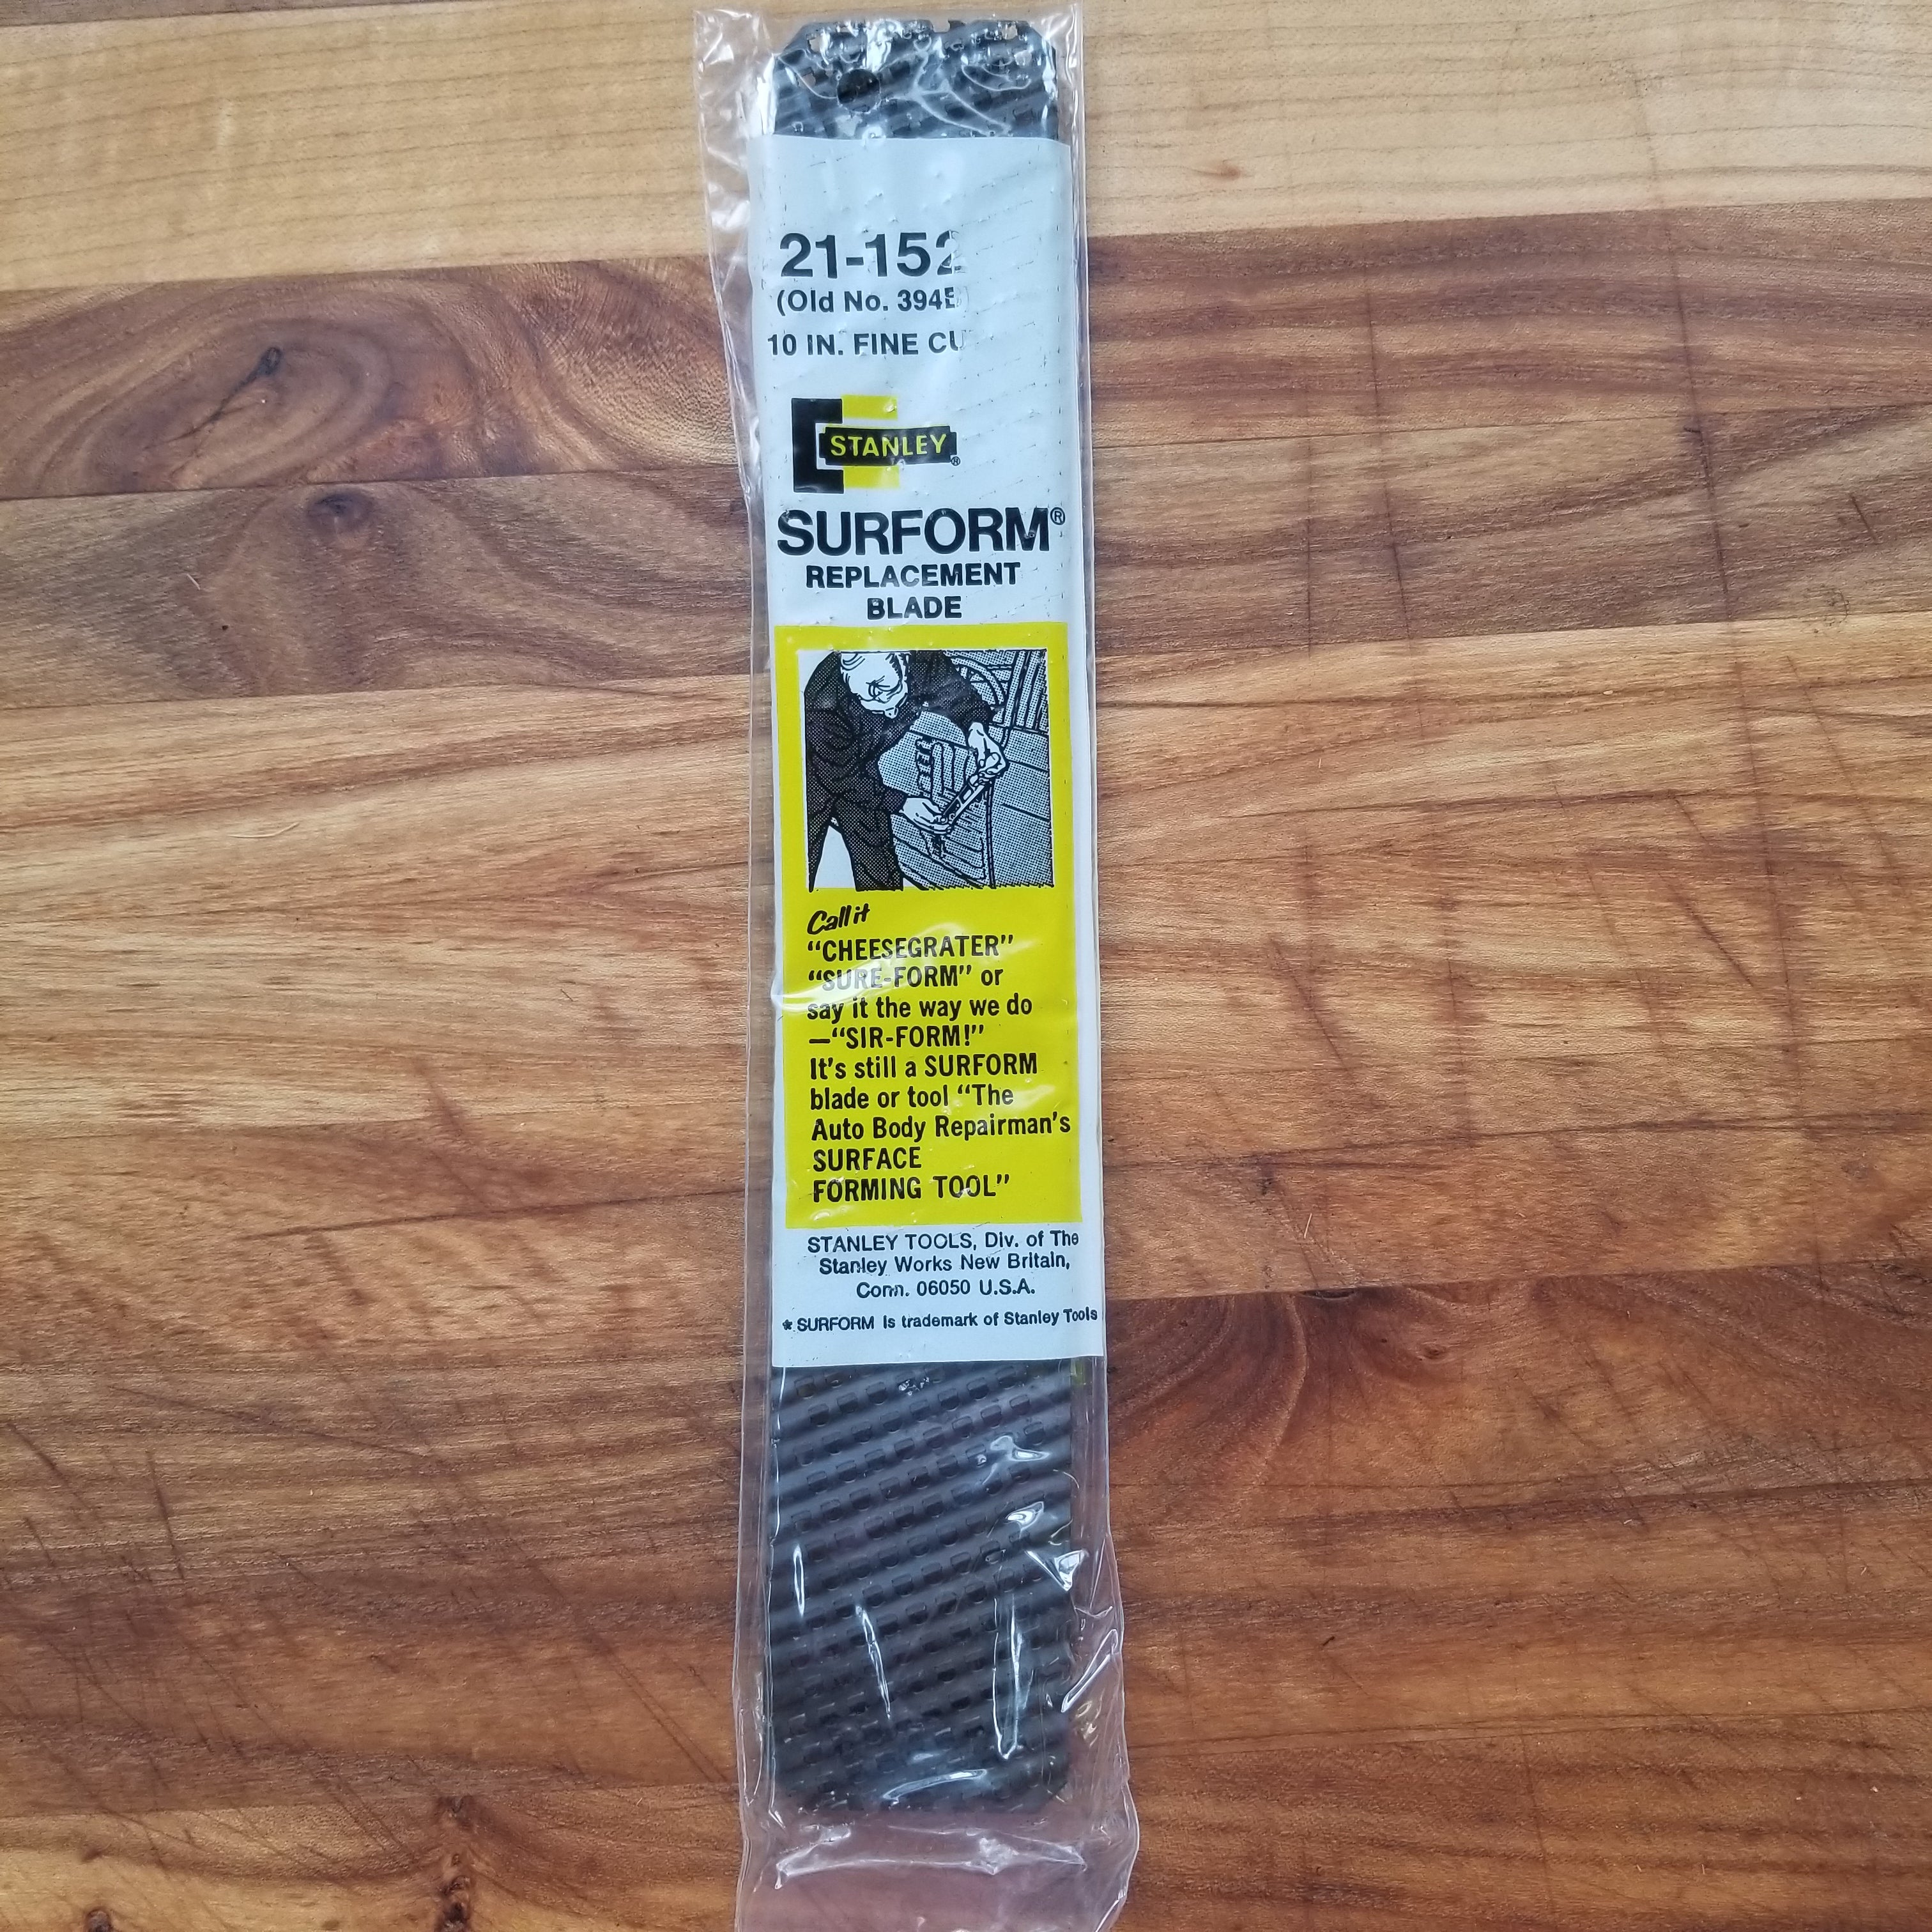 21-152
(Old No. 394B)
10 IN. FINE CU
STANLEY®
SURFORM®
REPLACEMENT
BLADE
Call it
“CHEESEGRATER”
“SURE-FORM” or
say it the way we do
—“SIR-FORM!”
It's still a SURFORM
blade or tool “The
Auto Body Repairman's
SURFACE
FORMING TOOL”
STANLEY TOOLS, Div. of The
Stanley Works New Britain,
Conn. 06050 U.S.A.
* SURFORM is trademark of Stanley Tools